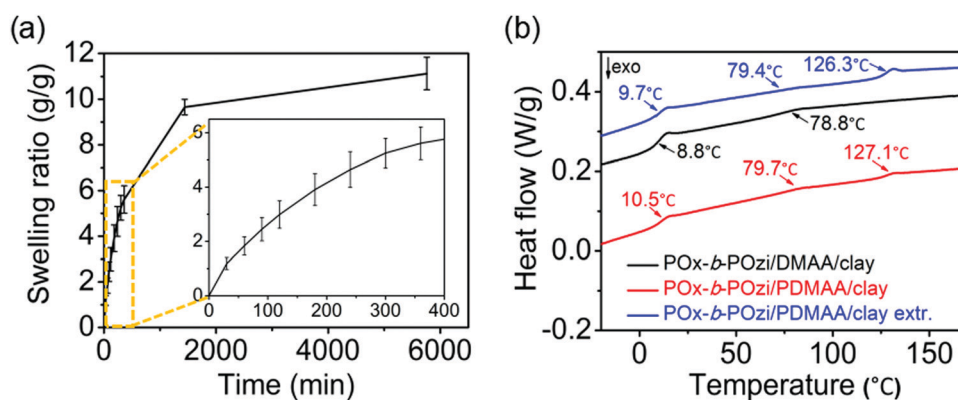 (a)
Swelling ratio (g/g)
12
10
8
6
4
2
0
0
2000
4000
6000
Time (min)
6
4
2
0
0
100
200
300
400
(b)
Heat flow (W/g)
0.4
0.2
0.0
-0.2
0
50
100
150
Temperature (°C)
exo
9.7°C
79.4°C
126.3°C
8.8°C
78.8°C
10.5°C
79.7°C
127.1°C
POx-b-POzi/DMAA/clay
POx-b-POzi/PDMAA/clay
POx-b-POzi/PDMAA/clay extr.